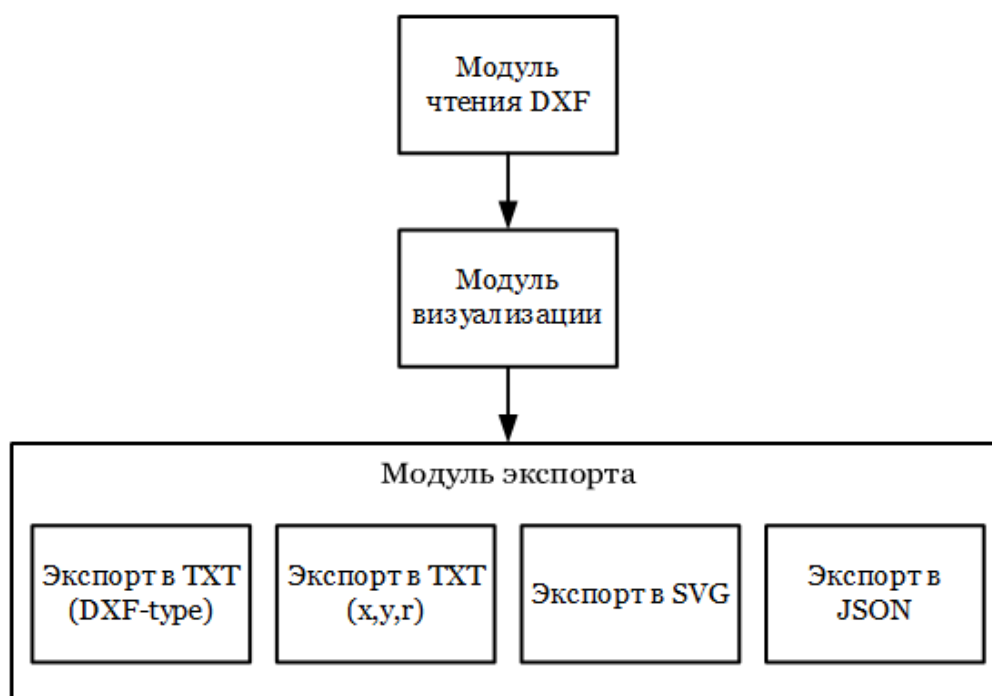 Модуль
чтения DXF
Модуль
визуализации
Модуль экспорта
Экспорт в TXT
(DXF-type)
Экспорт в TXT
(x,y,r)
Экспорт в SVG
Экспорт в
JSON